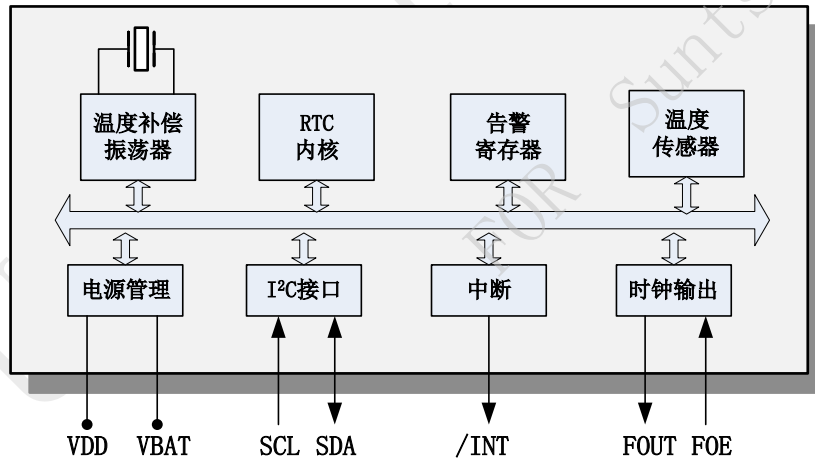 温度补偿
振荡器
RTC
内核
告警
寄存器
温度
传感器
电源管理
I²C接口
中断
时钟输出
VDD VBAT SCL SDA /INT FOUT FOE
FOR Sunts